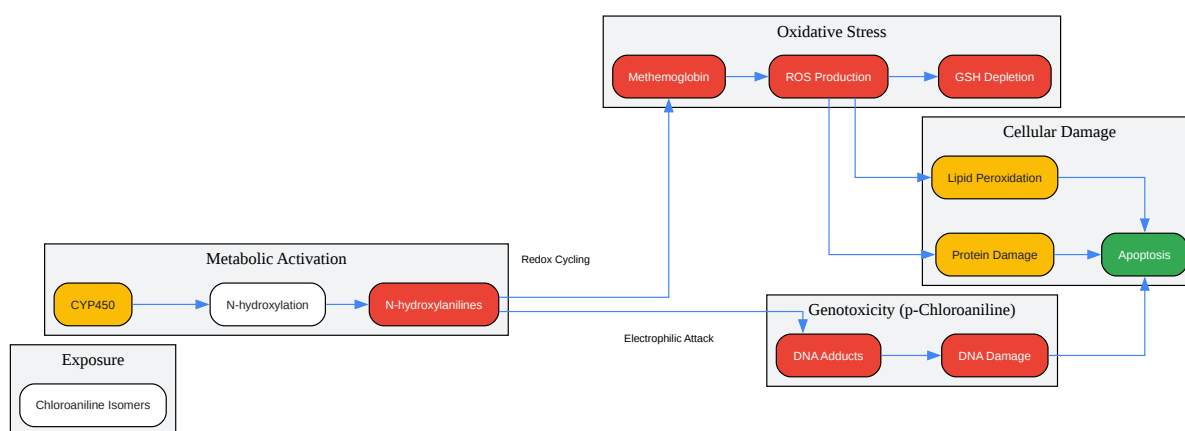 Oxidative Stress
Methemoglobin
ROS Production
GSH Depletion
Cellular Damage
Lipid Peroxidation
Protein Damage
Apoptosis
Metabolic Activation
CYP450
N-hydroxylation
N-hydroxylanilines
Redox Cycling
Electrophilic Attack
Genotoxicity (p-Chloroaniline)
DNA Adducts
DNA Damage
Exposure
Chloroaniline Isomers